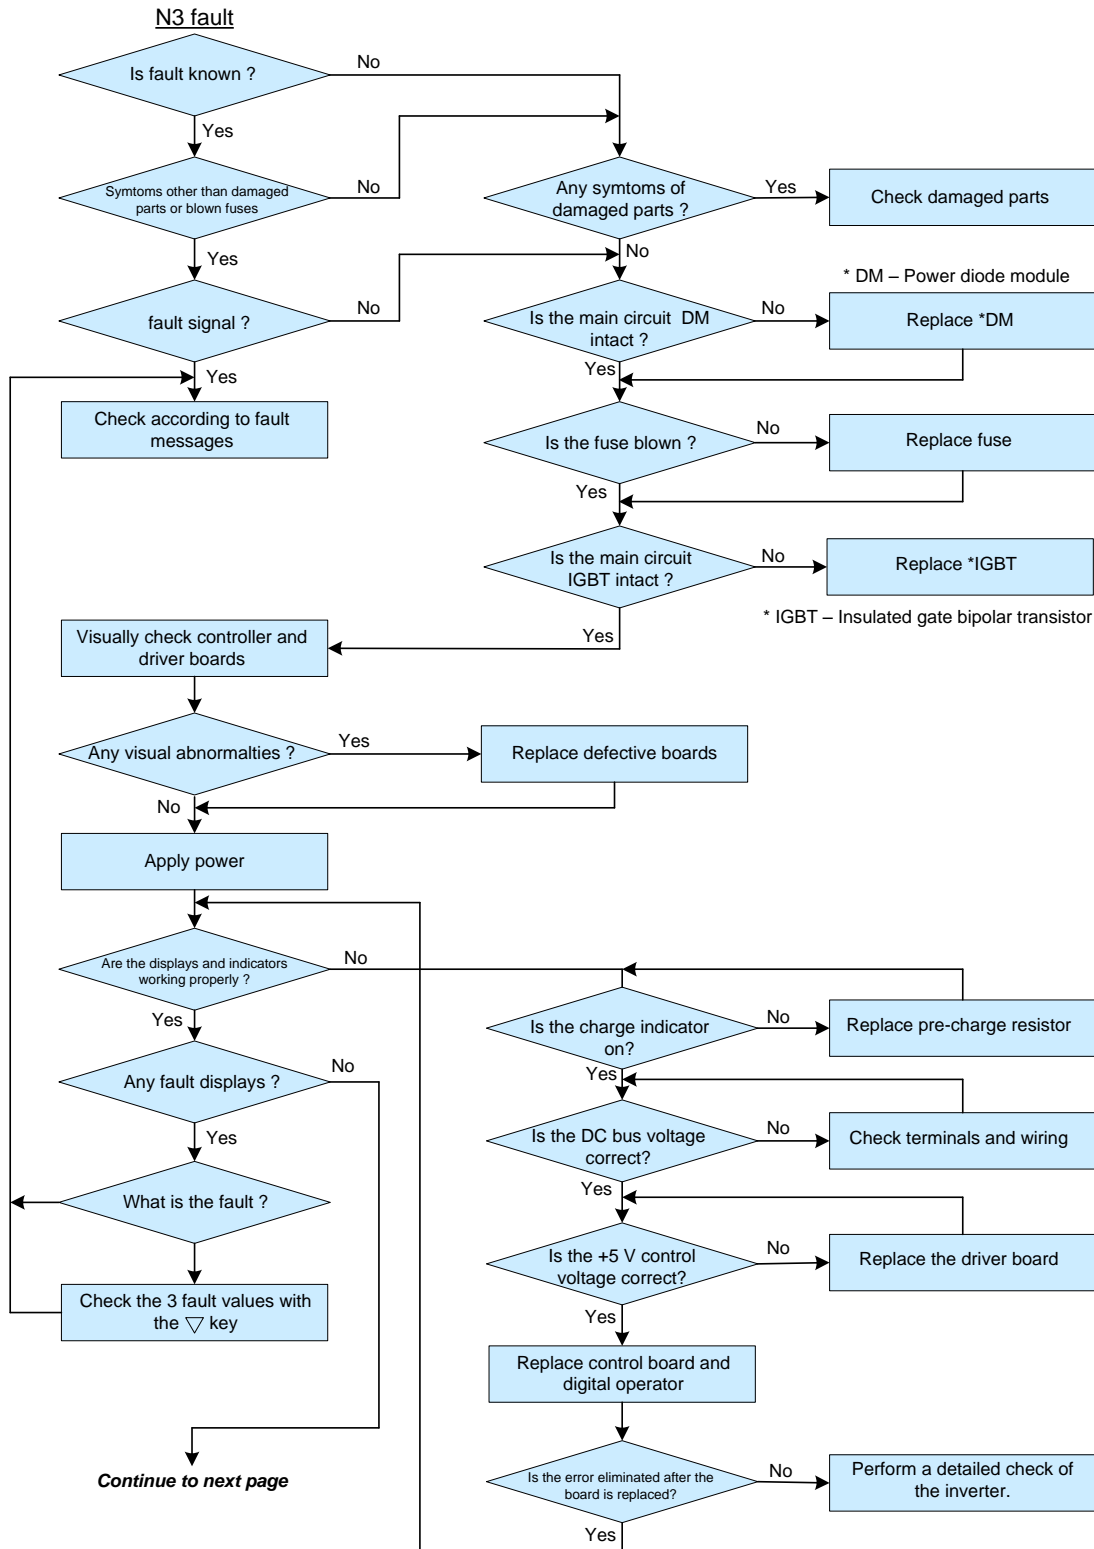 N3 fault
Is fault known ?
No
Yes
Symtoms other than damaged
parts or blown fuses
No
Any symtoms of
damaged parts ?
Yes
Check damaged parts
Yes
No
fault signal ?
No
* DM – Power diode module
Is the main circuit DM
intact ?
No
Replace *DM
Yes
Yes
Check according to fault
messages
Is the fuse blown ?
No
Replace fuse
Yes
Is the main circuit
IGBT intact ?
No
Replace *IGBT
* IGBT – Insulated gate bipolar transistor
Yes
Visually check controller and
driver boards
Any visual abnormalties ?
Yes
Replace defective boards
No
Apply power
Are the displays and indicators
working properly ?
No
Yes
Is the charge indicator
on?
No
Replace pre-charge resistor
Yes
Any fault displays ?
No
Yes
Is the DC bus voltage
correct?
No
Check terminals and wiring
Yes
What is the fault ?
Is the +5 V control
voltage correct?
No
Replace the driver board
Yes
Check the 3 fault values with
the ▽ key
Replace control board and
digital operator
Continue to next page
Is the error eliminated after the
board is replaced?
No
Perform a detailed check of
the inverter.
Yes